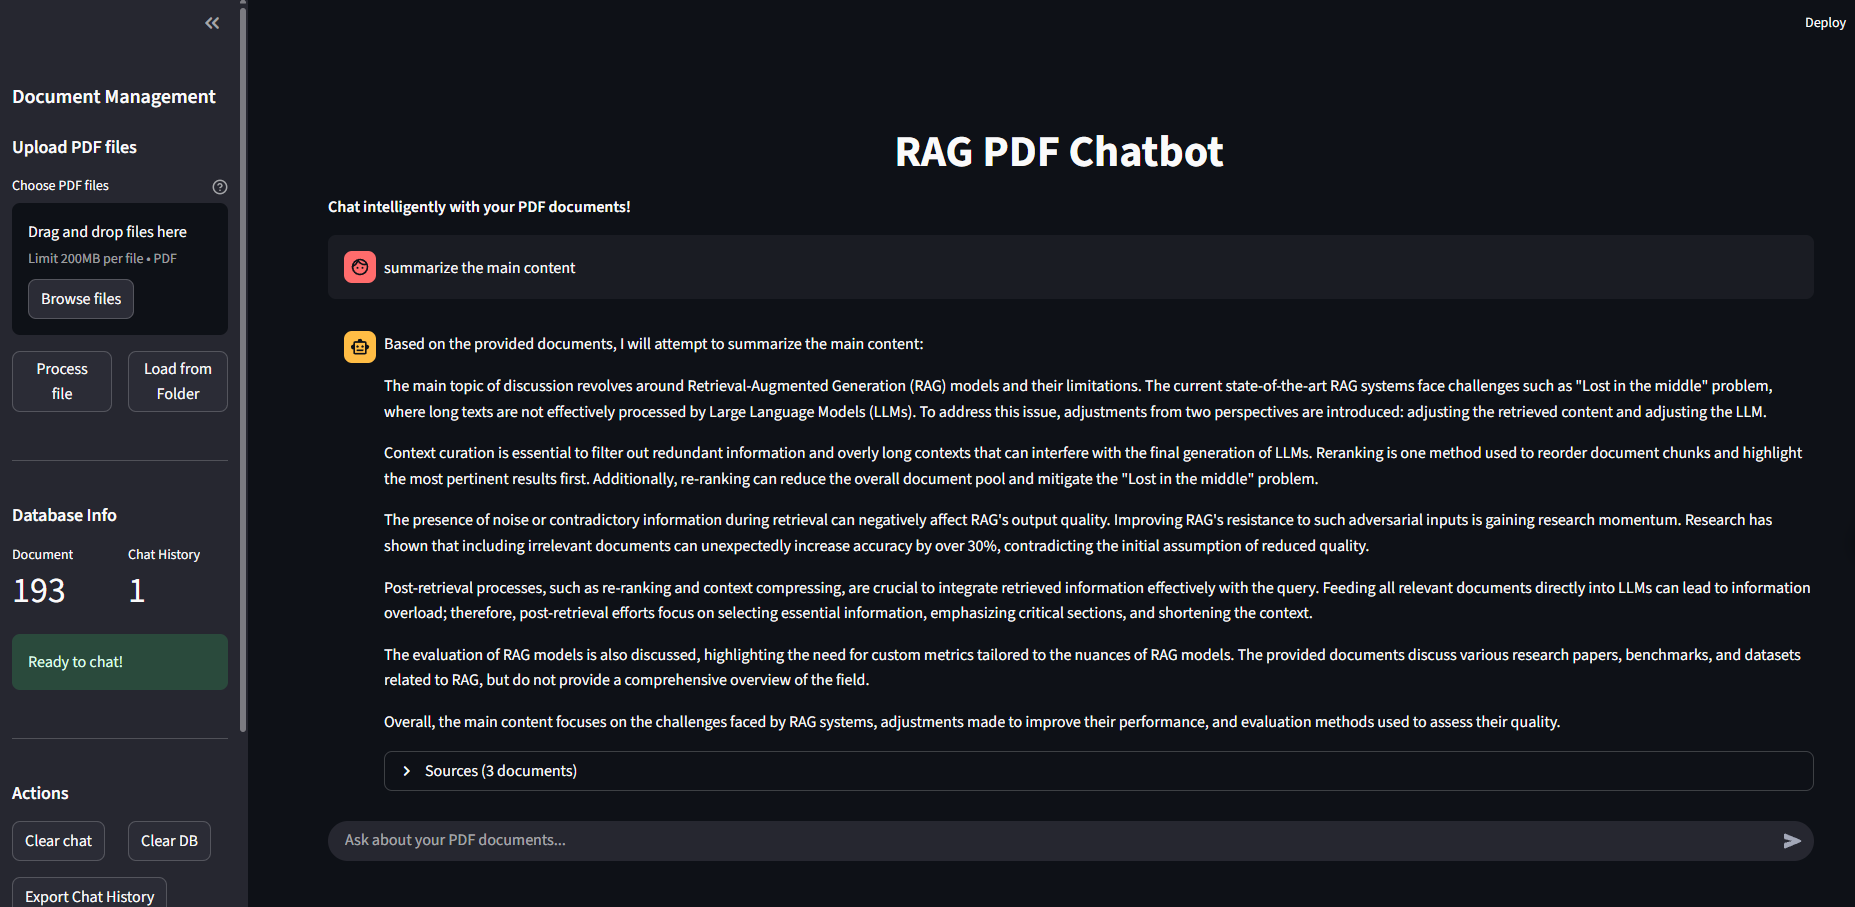 Deploy
Document Management
Upload PDF files
Choose PDF files
Drag and drop files here
Limit 200MB per file • PDF
Browse files
Process file
Load from Folder
Database Info
Document
193
Chat History
1
Ready to chat!
Actions
Clear chat
Clear DB
Export Chat History
RAG PDF Chatbot
Chat intelligently with your PDF documents!
summarize the main content
Based on the provided documents, I will attempt to summarize the main content:
The main topic of discussion revolves around Retrieval-Augmented Generation (RAG) models and their limitations. The current state-of-the-art RAG systems face challenges such as "Lost in the middle" problem,
where long texts are not effectively processed by Large Language Models (LLMs). To address this issue, adjustments from two perspectives are introduced: adjusting the retrieved content and adjusting the LLM.
Context curation is essential to filter out redundant information and overly long contexts that can interfere with the final generation of LLMs. Reranking is one method used to reorder document chunks and highlight
the most pertinent results first. Additionally, re-ranking can reduce the overall document pool and mitigate the "Lost in the middle" problem.
The presence of noise or contradictory information during retrieval can negatively affect RAG's output quality. Improving RAG's resistance to such adversarial inputs is gaining research momentum. Research has
shown that including irrelevant documents can unexpectedly increase accuracy by over 30%, contradicting the initial assumption of reduced quality.
Post-retrieval processes, such as re-ranking and context compressing, are crucial to integrate retrieved information effectively with the query. Feeding all relevant documents directly into LLMs can lead to information
overload; therefore, post-retrieval efforts focus on selecting essential information, emphasizing critical sections, and shortening the context.
The evaluation of RAG models is also discussed, highlighting the need for custom metrics tailored to the nuances of RAG models. The provided documents discuss various research papers, benchmarks, and datasets
related to RAG, but do not provide a comprehensive overview of the field.
Overall, the main content focuses on the challenges faced by RAG systems, adjustments made to improve their performance, and evaluation methods used to assess their quality.
Sources (3 documents)
Ask about your PDF documents...